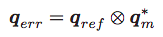 q_err = q_ref ⊗ q_m^*